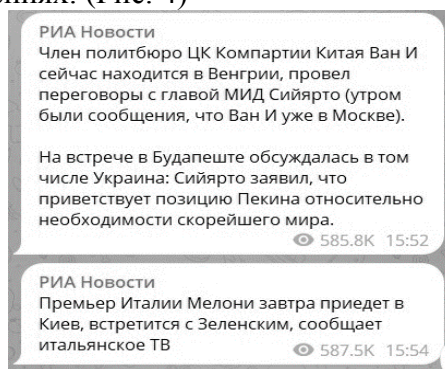 (Рис. 4)
РИА Новости
Член политбюро ЦК Компартии Китая Ван И
сейчас находится в Венгрии, провел
переговоры с главой МИД Сийярто (утром
были сообщения, что Ван И уже в Москве).
На встрече в Будапеште обсуждалась в том
числе Украина: Сийярто заявил, что
приветствует позицию Пекина относительно
необходимости скорейшего мира.
585.8K 15:52
РИА Новости
Премьер Италии Мелони завтра приедет в
Киев, встретится с Зеленским, сообщает
итальянское ТВ
587.5K 15:54